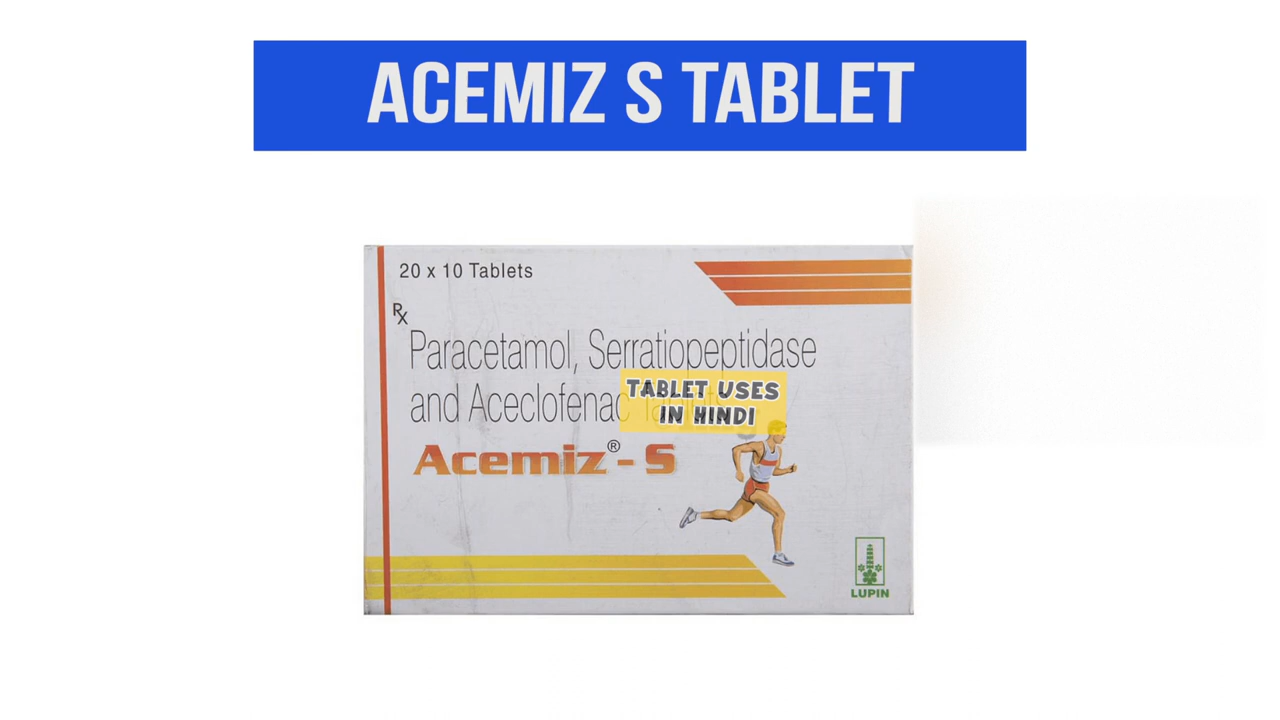 ACEMIZ S TABLET
20 x 10 Tablets
Rx
Paracetamol, Serratiopeptidase
and Aceclofenac
TABLET USES
IN HINDI
Acemiz® - S
LUPIN